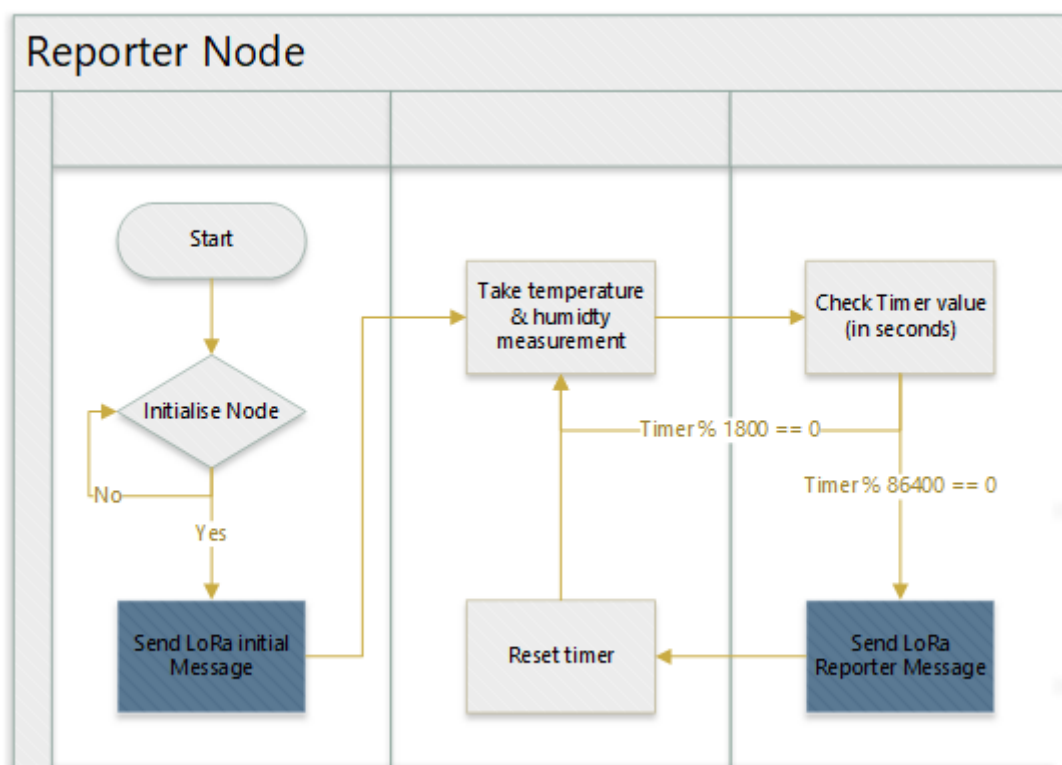 Reporter Node
Start
Initialise Node
No
Yes
Send LoRa initial
Message
Take temperature
& humidty
measurement
Check Timer value
(in seconds)
Timer % 1800 == 0
Timer % 86400 == 0
Send LoRa
Reporter Message
Reset timer